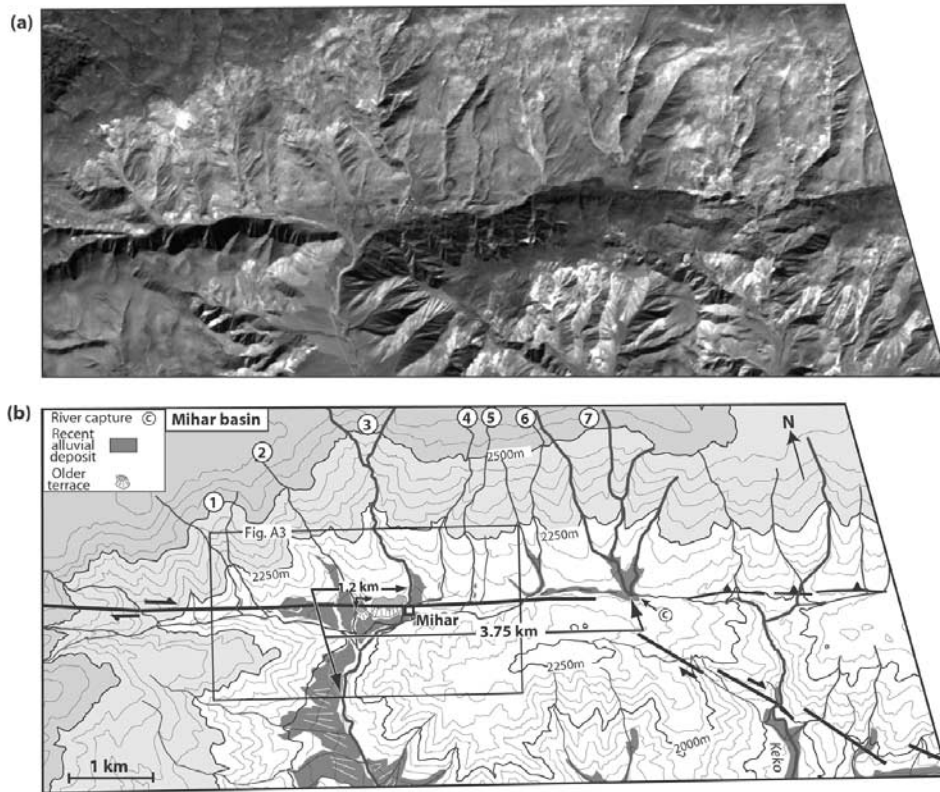 (a)
(b)
River capture C
Mihar basin
Recent
alluvial
deposit
Older
terrace
1
2
3
4
5
6
7
N
2500m
Fig. A3
2250m
2250m
1,2 km
Mihar
C
3.75 km
2250m
2000m
Keko
1 km